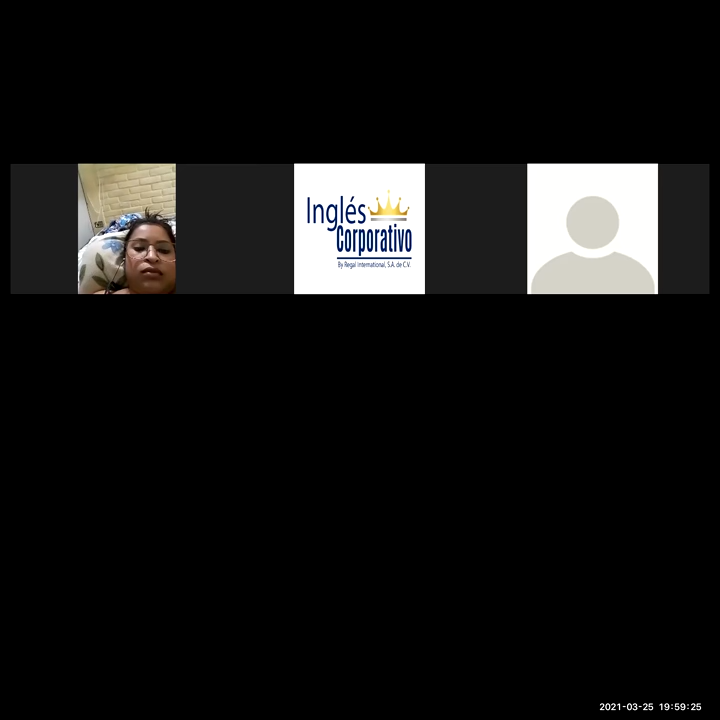 Inglés
Corporativo
By Regal International, S.A. de C.V.
2021-03-25 19:59:25